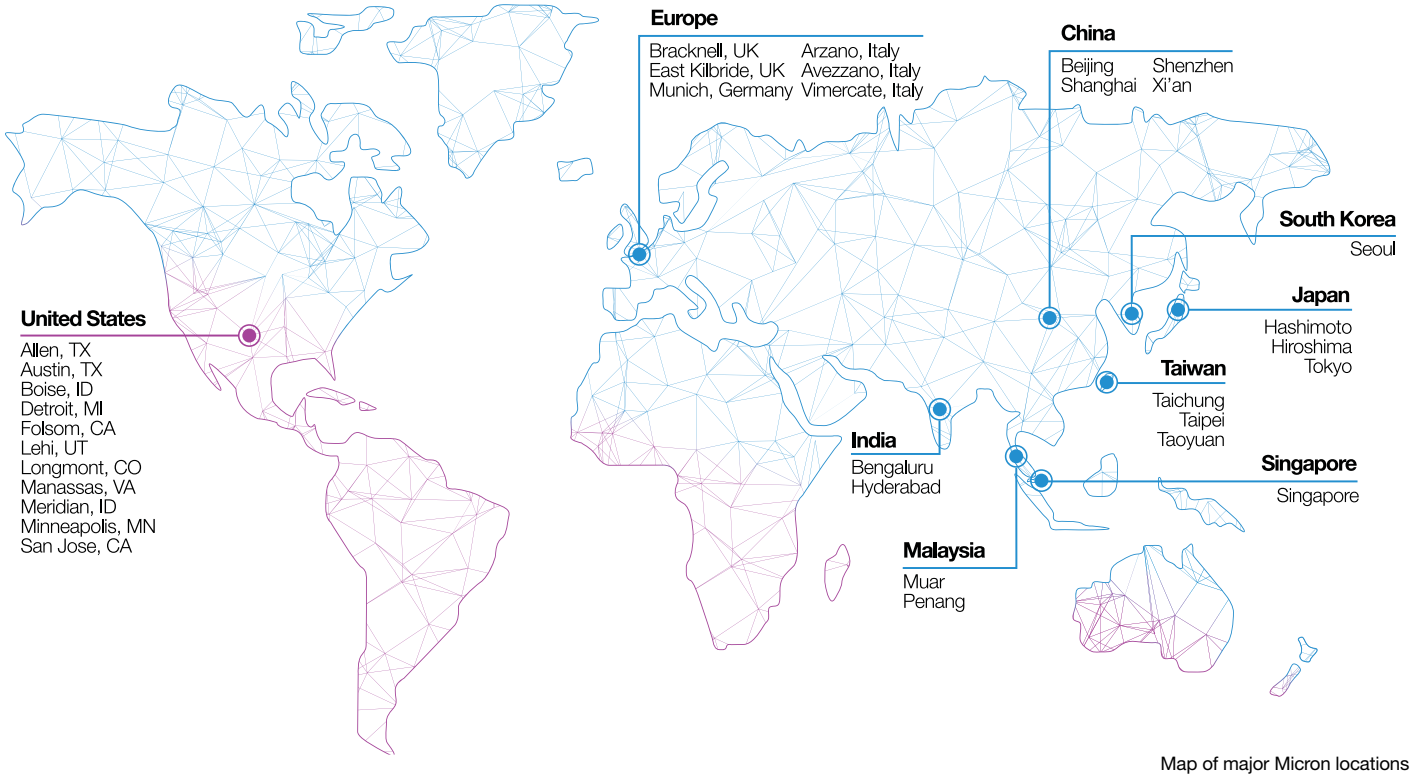 Europe
Bracknell, UK Arzano, Italy
East Kilbride, UK Avezzano, Italy
Munich, Germany Vimercate, Italy
China
Beijing Shenzhen
Shanghai Xi'an
South Korea
Seoul
Japan
Hashimoto
Hiroshima
Tokyo
United States
Allen, TX
Austin, TX
Boise, ID
Detroit, MI
Folsom, CA
Lehi, UT
Longmont, CO
Manassas, VA
Meridian, ID
Minneapolis, MN
San Jose, CA
Taiwan
Taichung
Taipei
Taoyuan
India
Bengaluru
Hyderabad
Singapore
Singapore
Malaysia
Muar
Penang
Map of major Micron locations